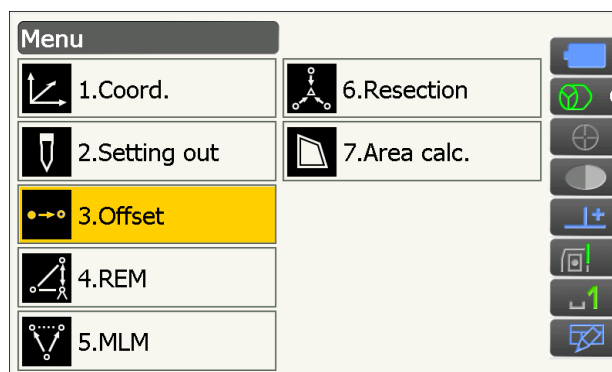 Menu
1.Coord.
2.Setting out
3.Offset
4.REM
5.MLM
6.Resection
7.Area calc.
1